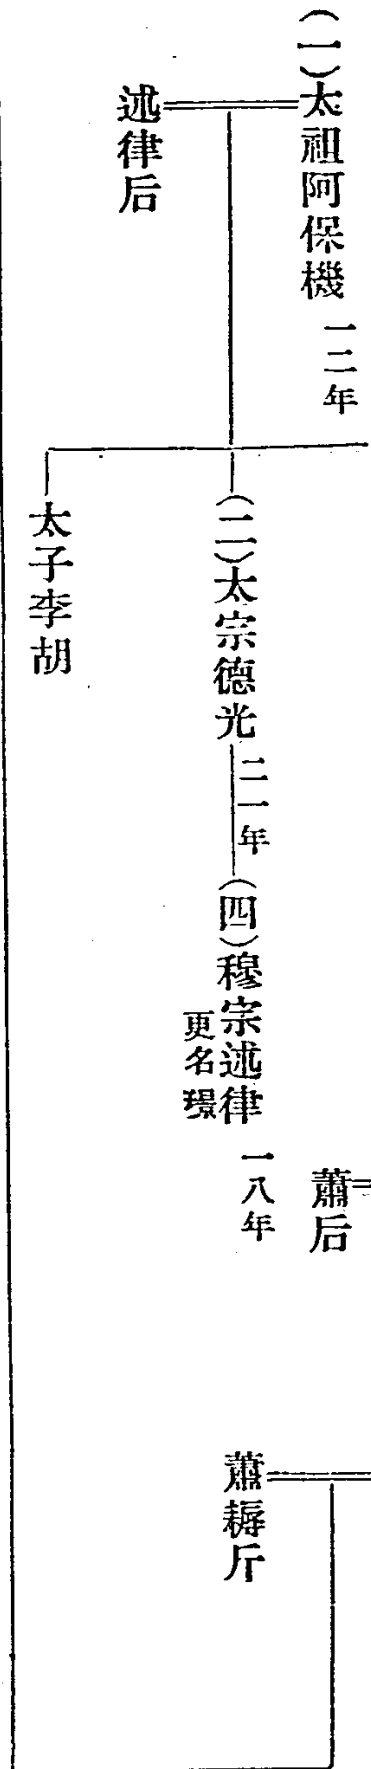 (一)太祖阿保機 一二年
述律后
(二)太宗德光 二一年
(四)穆宗述律 一八年
更名璟
太子李胡
蕭后
蕭耨斤